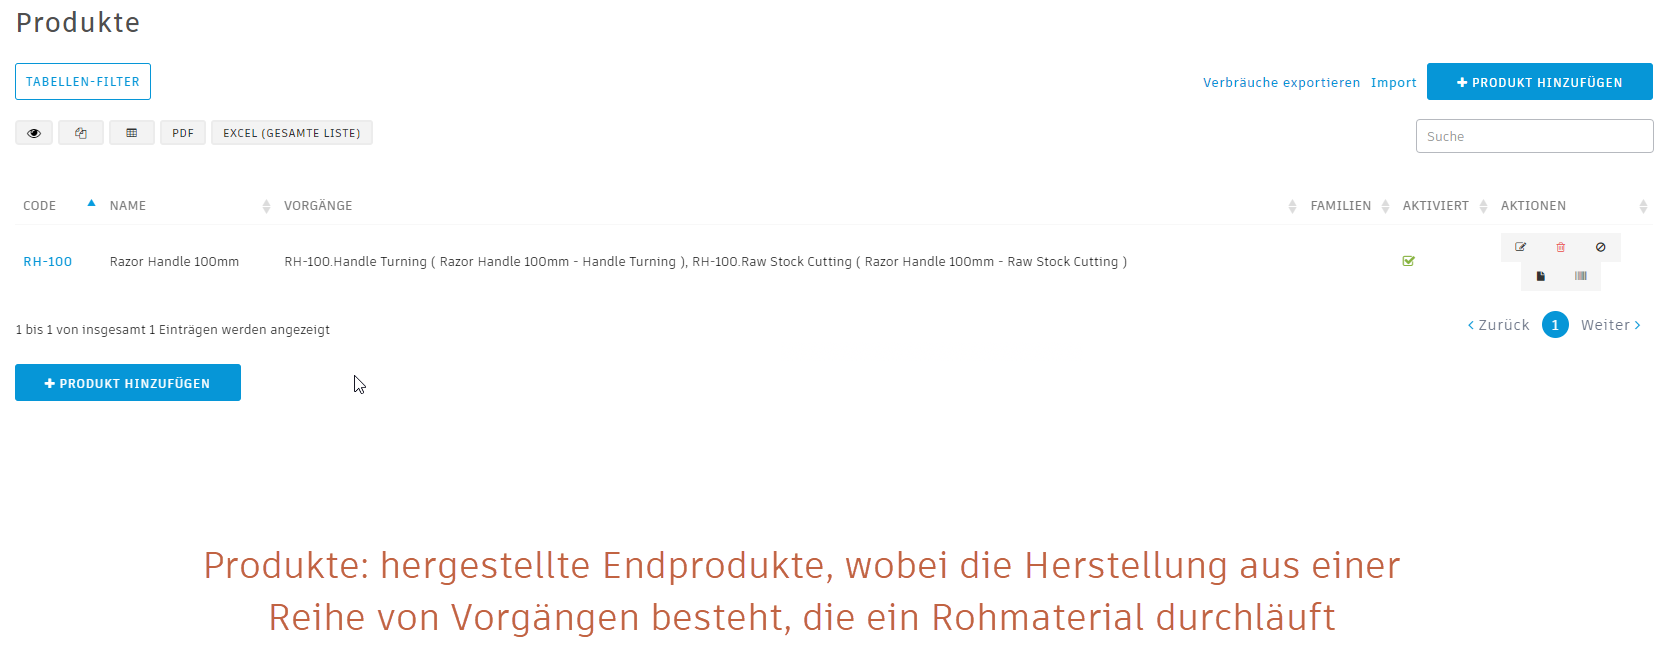 Produkte
TABELLEN-FILTER
Verbräuche exportieren Import + PRODUKT HINZUFÜGEN
PDF EXCEL (GESAMTE LISTE)
Suche
CODE NAME VORGÄNGE FAMILIEN AKTIVIERT AKTIONEN
RH-100 Razor Handle 100mm RH-100.Handle Turning ( Razor Handle 100mm - Handle Turning ), RH-100.Raw Stock Cutting ( Razor Handle 100mm - Raw Stock Cutting )
1 bis 1 von insgesamt 1 Einträgen werden angezeigt
Zurück 1 Weiter
+ PRODUKT HINZUFÜGEN
Produkte: hergestellte Endprodukte, wobei die Herstellung aus einer
Reihe von Vorgängen besteht, die ein Rohmaterial durchläuft